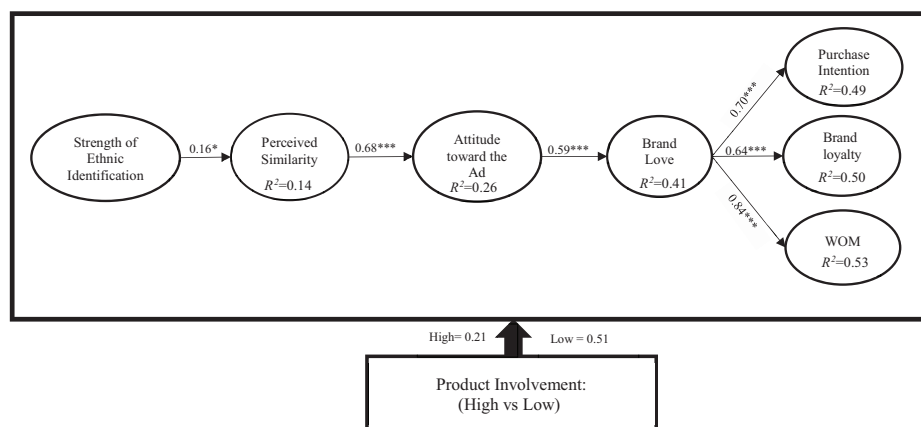 Strength of
Ethnic
Identification
0.16*
Perceived
Similarity
R²=0.14
0.68***
Attitude
toward the
Ad
R²=0.26
0.59***
Brand
Love
R²=0.41
0.70***
0.64***
0.84***
Purchase
Intention
R²=0.49
Brand
loyalty
R²=0.50
WOM
R²=0.53
High= 0.21
Low = 0.51
Product Involvement:
(High vs Low)